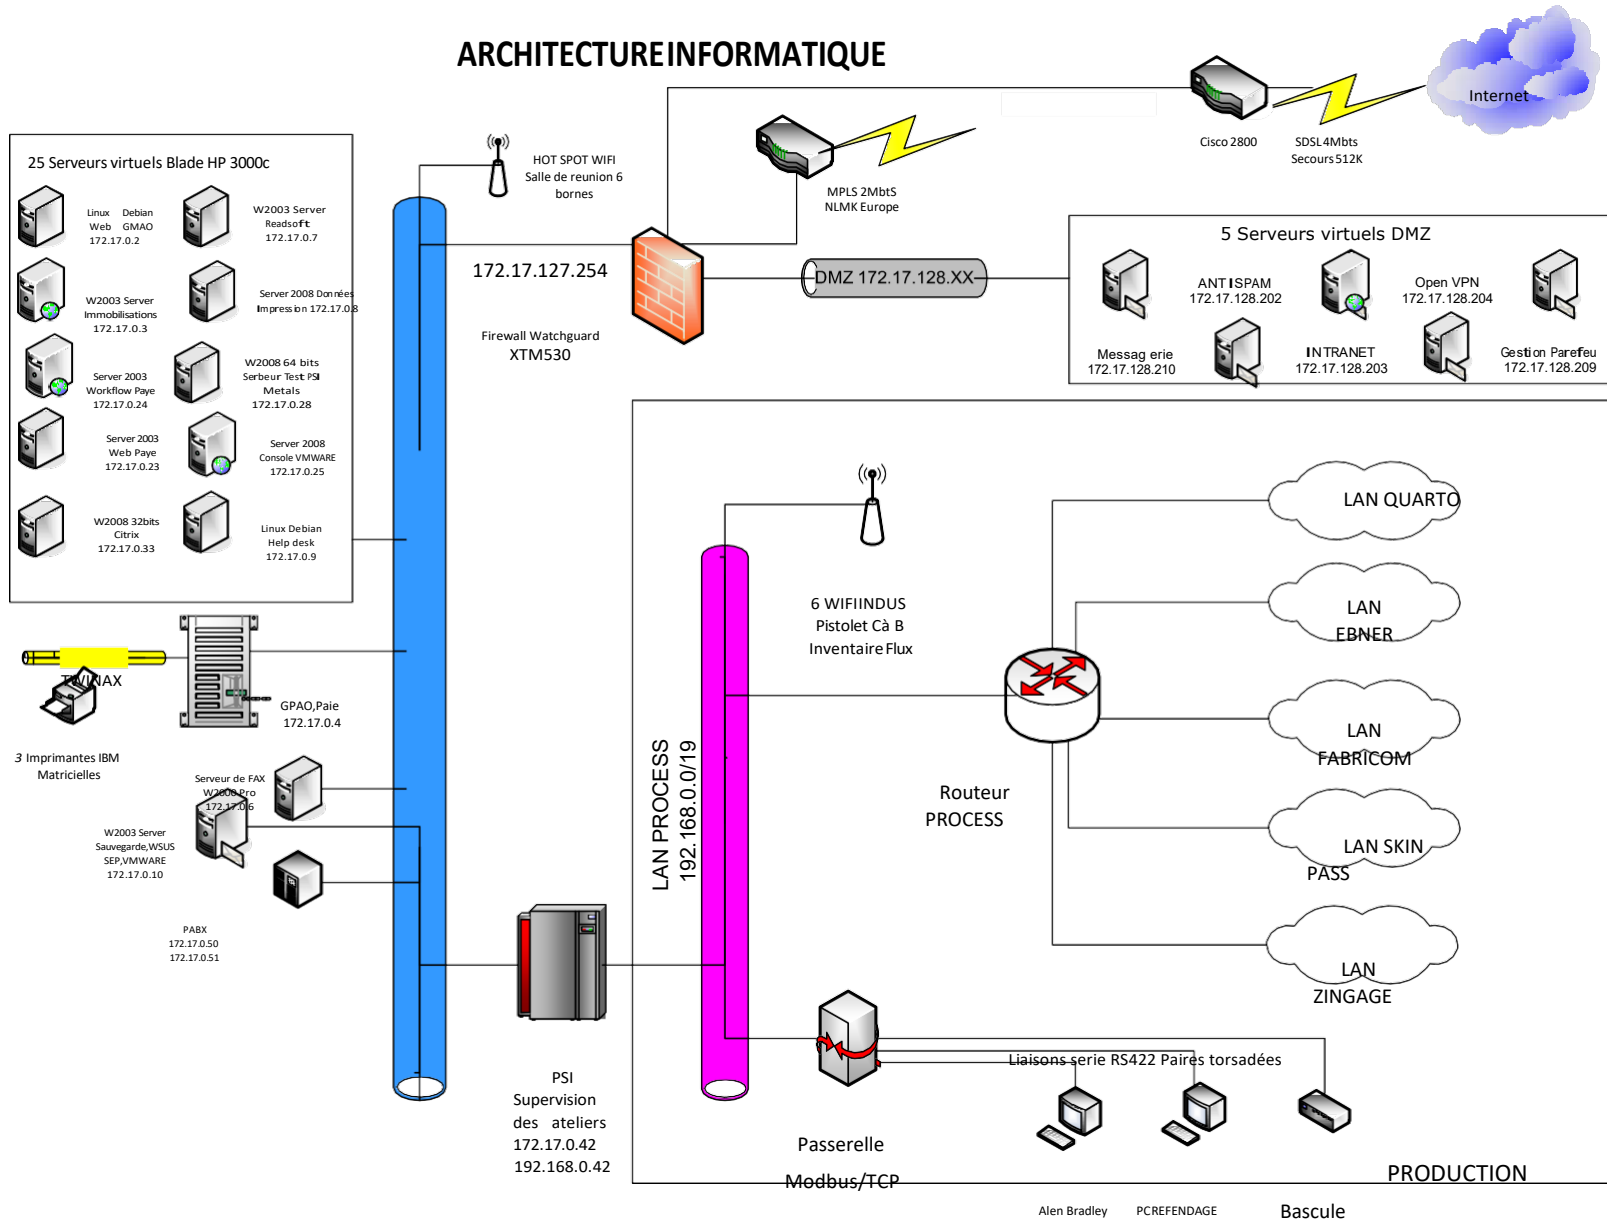 ARCHITECTURE INFORMATIQUE
Internet
Cisco 2800
SDSL 4Mbts
Secours 512K
HOT SPOT WIFI
Salle de reunion 6
bornes
MPLS 2MbtS
NLMK Europe
25 Serveurs virtuels Blade HP 3000c
Linux Debian
Web GMAO
172.17.0.2
W2003 Server
Readsoft
172.17.0.7
W2003 Server
Immobilisations
172.17.0.3
Server 2008 Données
Impression 172.17.0.8
Server 2003
Workflow Paye
172.17.0.24
W2008 64 bits
Serbeur Test PSI
Metals
172.17.0.28
Server 2003
Web Paye
172.17.0.23
Server 2008
Console VMWARE
172.17.0.25
W2008 32bits
Citrix
172.17.0.33
Linux Debian
Help desk
172.17.0.9
172.17.127.254
Firewall Watchguard
XTM530
DMZ 172.17.128.XX
5 Serveurs virtuels DMZ
ANTISPAM
172.17.128.202
Open VPN
172.17.128.204
Messag erie
172.17.128.210
INTRANET
172.17.128.203
Gestion Parefeu
172.17.128.209
TWINAX
3 Imprimantes IBM
Matricielles
GPAO,Paie
172.17.0.4
Serveur de FAX
W2000 Pro
172.17.0.6
W2003 Server
Sauvegarde,WSUS
SEP,VMWARE
172.17.0.10
PABX
172.17.0.50
172.17.0.51
PSI
Supervision
des ateliers
172.17.0.42
192.168.0.42
LAN PROCESS
192.168.0.0/19
6 WIFI INDUS
Pistolet Cà B
Inventaire Flux
Routeur
PROCESS
LAN QUARTO
LAN
EBNER
LAN
FABRICOM
LAN SKIN
PASS
LAN
ZINGAGE
Liaisons serie RS422 Paires torsadées
Passerelle
Modbus/TCP
PRODUCTION
Alen Bradley
PCREFENDAGE
Bascule